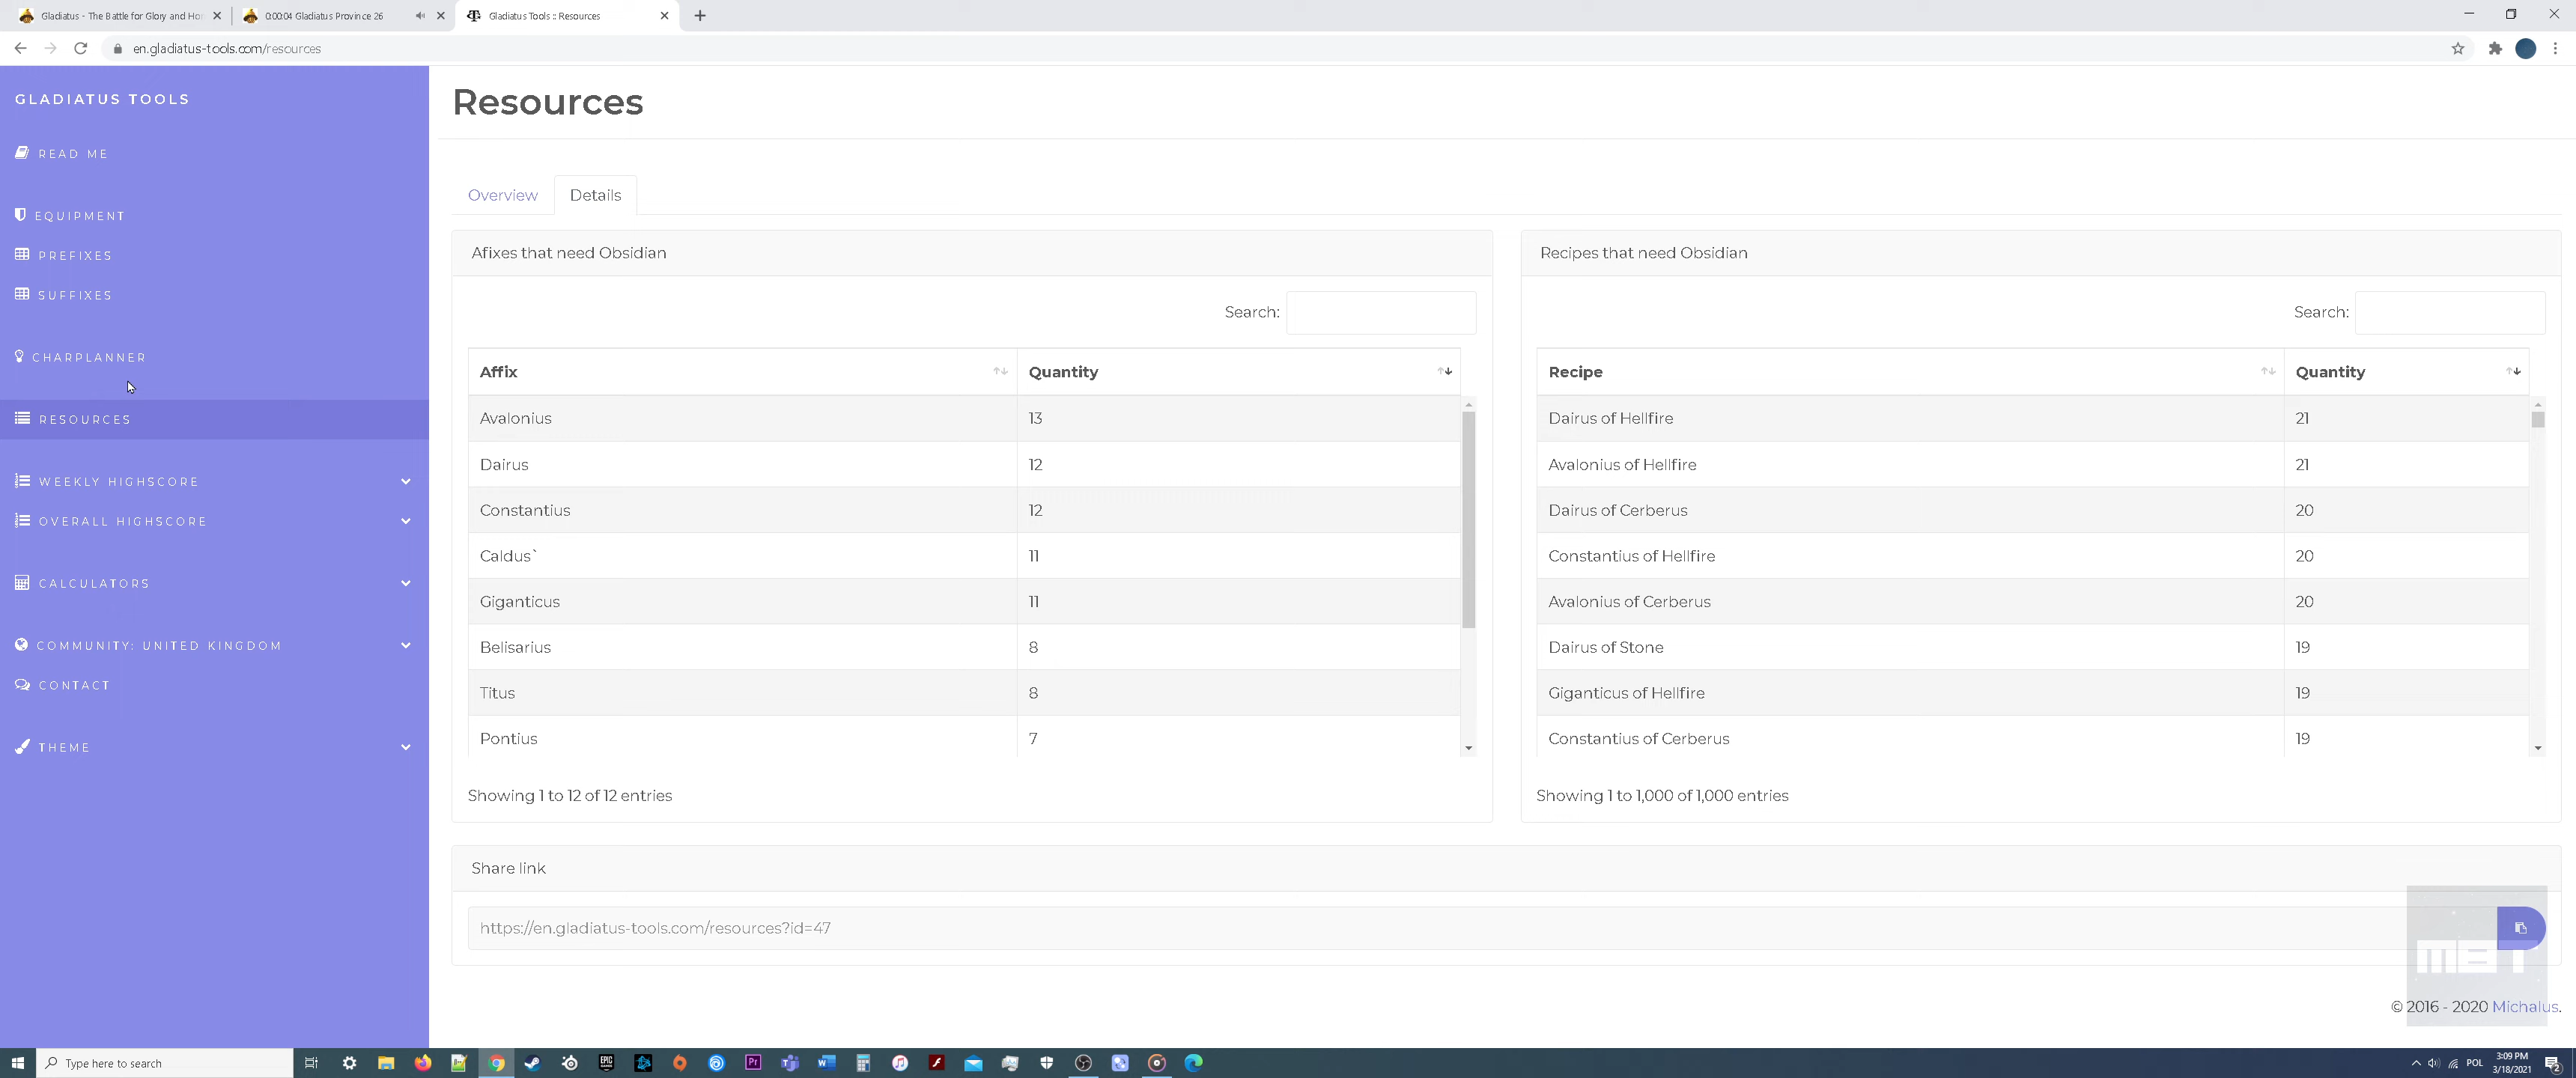 Gladiatus - The Battle for Glory and Hon
0:00:04 Gladiatus Province 26
Gladiatus Tools :: Resources
en.gladiatus-tools.com/resources
GLADIATUS TOOLS
READ ME
EQUIPMENT
PREFIXES
SUFFIXES
CHARPLANNER
RESOURCES
WEEKLY HIGHSCORE
OVERALL HIGHSCORE
CALCULATORS
COMMUNITY: UNITED KINGDOM
CONTACT
THEME
Resources
Overview Details
Afixes that need Obsidian
Search:
Affix Quantity
Avalonius 13
Dairus 12
Constantius 12
Caldus` 11
Giganticus 11
Belisarius 8
Titus 8
Pontius 7
Showing 1 to 12 of 12 entries
Recipes that need Obsidian
Search:
Recipe Quantity
Dairus of Hellfire 21
Avalonius of Hellfire 21
Dairus of Cerberus 20
Constantius of Hellfire 20
Avalonius of Cerberus 20
Dairus of Stone 19
Giganticus of Hellfire 19
Constantius of Cerberus 19
Showing 1 to 1,000 of 1,000 entries
Share link
https://en.gladiatus-tools.com/resources?id=47
MET
© 2016 - 2020 Michalus.
Type here to search
EPIC
Pr
POL
3:09 PM
3/18/2021
2